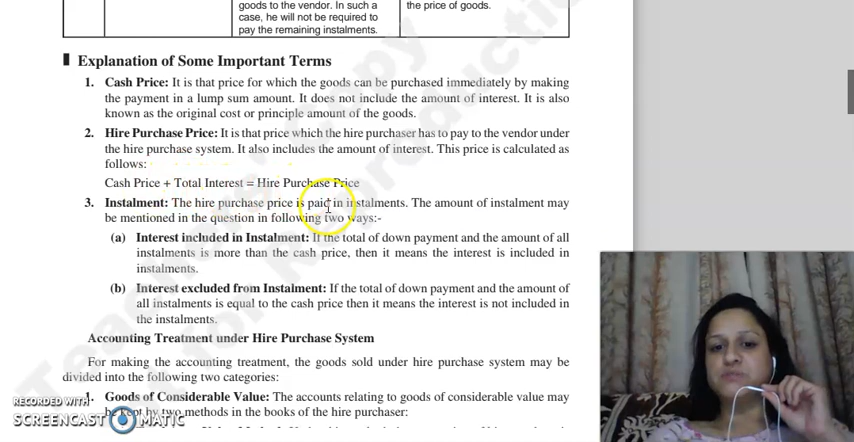 goods to the vendor. In such a
case, he will not be required to
pay the remaining instalments.
the price of goods.
Explanation of Some Important Terms
1. Cash Price: It is that price for which the goods can be purchased immediately by making
the payment in a lump sum amount. It does not include the amount of interest. It is also
known as the original cost or principle amount of the goods.
2. Hire Purchase Price: It is that price which the hire purchaser has to pay to the vendor under
the hire purchase system. It also includes the amount of interest. This price is calculated as
follows:
Cash Price + Total Interest = Hire Purchase Price
3. Instalment: The hire purchase price is paid in instalments. The amount of instalment may
be mentioned in the question in following two ways:-
(a) Interest included in Instalment: If the total of down payment and the amount of all
instalments is more than the cash price, then it means the interest is included in
instalments.
(b) Interest excluded from Instalment: If the total of down payment and the amount of
all instalments is equal to the cash price then it means the interest is not included in
the instalments.
Accounting Treatment under Hire Purchase System
For making the accounting treatment, the goods sold under hire purchase system may be
divided into the following two categories:
1. Goods of Considerable Value: The accounts relating to goods of considerable value may
be kept by two methods in the books of the hire purchaser:
RECORDED WITH
SCREENCAST MATIC
Teachers' Copy